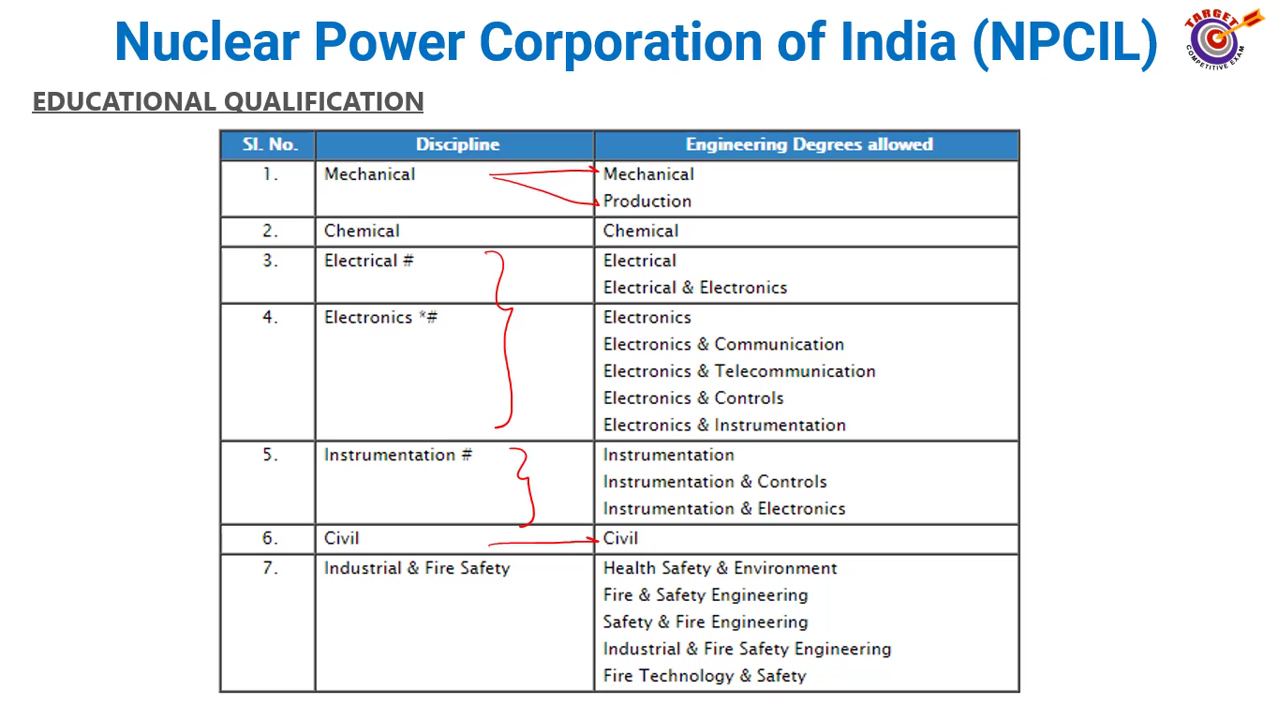 Nuclear Power Corporation of India (NPCIL)
TARGET
COMPETITIVE EXAM
EDUCATIONAL QUALIFICATION
Sl. No. Discipline Engineering Degrees allowed
1. Mechanical Mechanical
Production
2. Chemical Chemical
3. Electrical # Electrical
Electrical & Electronics
4. Electronics *# Electronics
Electronics & Communication
Electronics & Telecommunication
Electronics & Controls
Electronics & Instrumentation
5. Instrumentation # Instrumentation
Instrumentation & Controls
Instrumentation & Electronics
6. Civil Civil
7. Industrial & Fire Safety Health Safety & Environment
Fire & Safety Engineering
Safety & Fire Engineering
Industrial & Fire Safety Engineering
Fire Technology & Safety